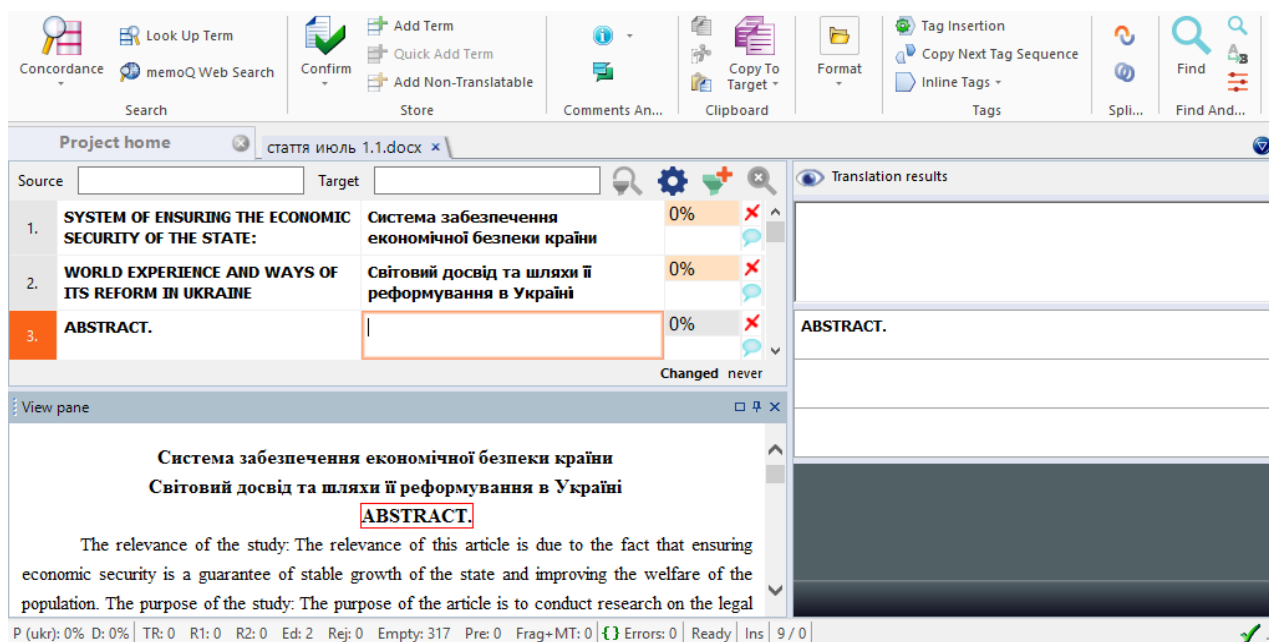 Concordance
Look Up Term
memoQ Web Search
Search
Confirm
Add Term
Quick Add Term
Add Non-Translatable
Store
Comments An...
Copy To
Target
Clipboard
Format
Tag Insertion
Copy Next Tag Sequence
Inline Tags
Tags
Spli...
Find
Find And...
Project home
стаття июль 1.1.docx
Source
Target
Translation results
1.
SYSTEM OF ENSURING THE ECONOMIC
SECURITY OF THE STATE:
Система забезпечення
економічної безпеки країни
0%
2.
WORLD EXPERIENCE AND WAYS OF
ITS REFORM IN UKRAINE
Світовий досвід та шляхи її
реформування в Україні
0%
3.
ABSTRACT.
0%
ABSTRACT.
Changed never
View pane
Система забезпечення економічної безпеки країни
Світовий досвід та шляхи її реформування в Україні
ABSTRACT.
The relevance of the study: The relevance of this article is due to the fact that ensuring
economic security is a guarantee of stable growth of the state and improving the welfare of the
population. The purpose of the study: The purpose of the article is to conduct research on the legal
P (ukr): 0% D: 0% TR: 0 R1: 0 R2: 0 Ed: 2 Rej: 0 Empty: 317 Pre: 0 Frag+MT: 0 {} Errors: 0 Ready Ins 9 / 0